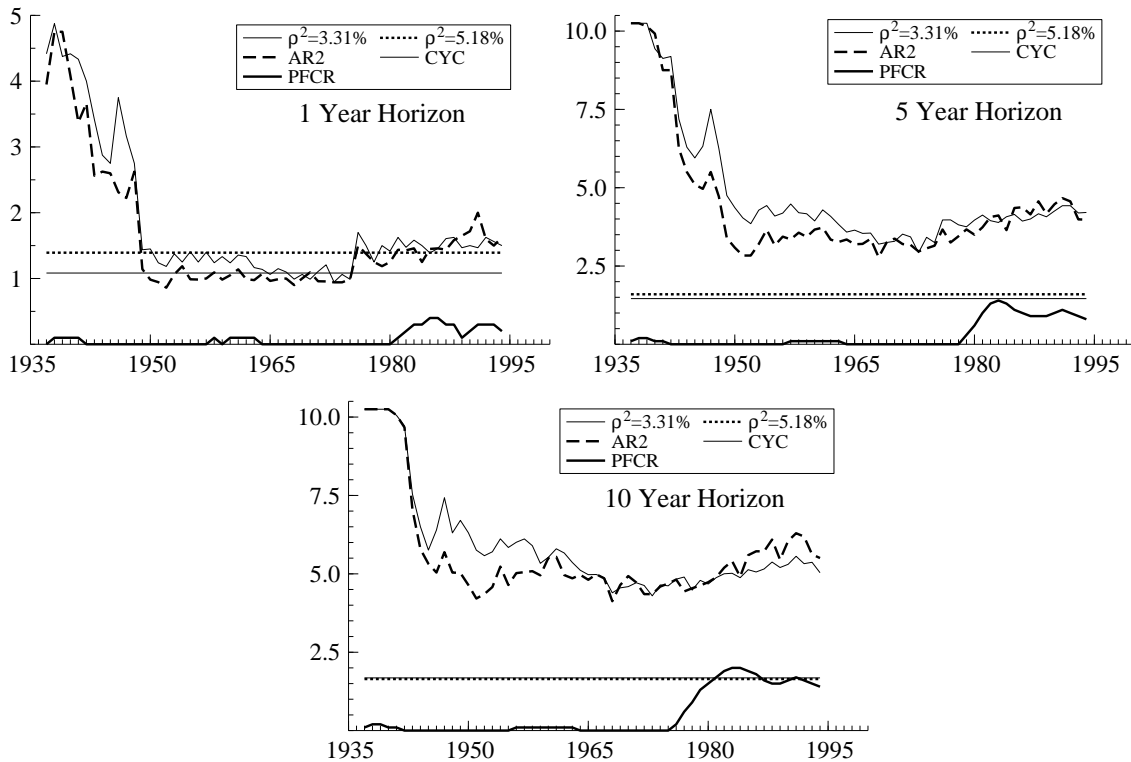 5
4
3
2
1
ρ²=3.31% ρ²=5.18%
AR2 CYC
PFCR
1 Year Horizon
1935 1950 1965 1980 1995
10.0
7.5
5.0
2.5
ρ²=3.31% ρ²=5.18%
AR2 CYC
PFCR
5 Year Horizon
1935 1950 1965 1980 1995
10.0
7.5
5.0
2.5
ρ²=3.31% ρ²=5.18%
AR2 CYC
PFCR
10 Year Horizon
1935 1950 1965 1980 1995